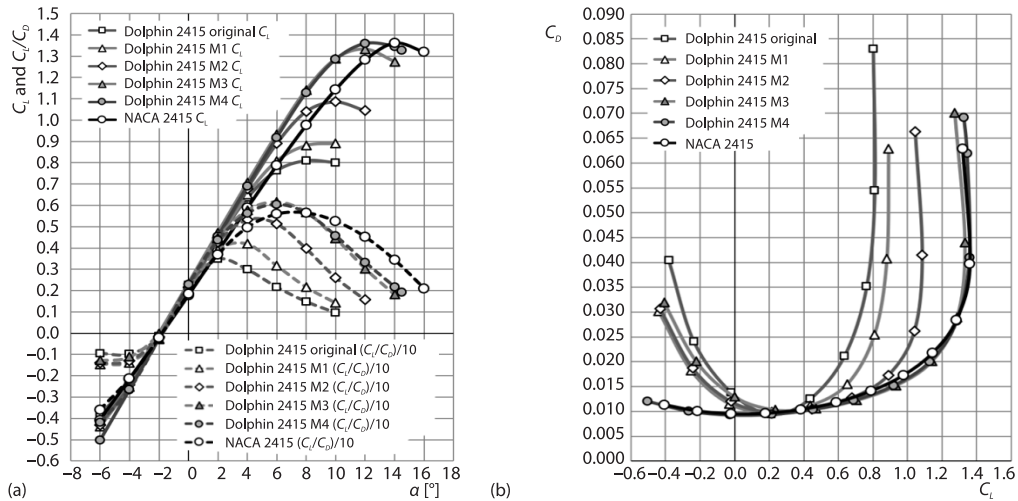 C_L and C_L/C_D
1.5
1.4
1.3
1.2
1.1
1.0
0.9
0.8
0.7
0.6
0.5
0.4
0.3
0.2
0.1
0.0
−0.1
−0.2
−0.3
−0.4
−0.5
−0.6
Dolphin 2415 original C_L
Dolphin 2415 M1 C_L
Dolphin 2415 M2 C_L
Dolphin 2415 M3 C_L
Dolphin 2415 M4 C_L
NACA 2415 C_L
Dolphin 2415 original (C_L/C_D)/10
Dolphin 2415 M1 (C_L/C_D)/10
Dolphin 2415 M2 (C_L/C_D)/10
Dolphin 2415 M3 (C_L/C_D)/10
Dolphin 2415 M4 (C_L/C_D)/10
NACA 2415 (C_L/C_D)/10
−8 −6 −4 −2 0 2 4 6 8 10 12 14 16 18
α [°]
(a)
C_D
0.090
0.085
0.080
0.075
0.070
0.065
0.060
0.055
0.050
0.045
0.040
0.035
0.030
0.025
0.020
0.015
0.010
0.005
0.000
Dolphin 2415 original
Dolphin 2415 M1
Dolphin 2415 M2
Dolphin 2415 M3
Dolphin 2415 M4
NACA 2415
−0.6 −0.4 −0.2 0.0 0.2 0.4 0.6 0.8 1.0 1.2 1.4 1.6
C_L
(b)